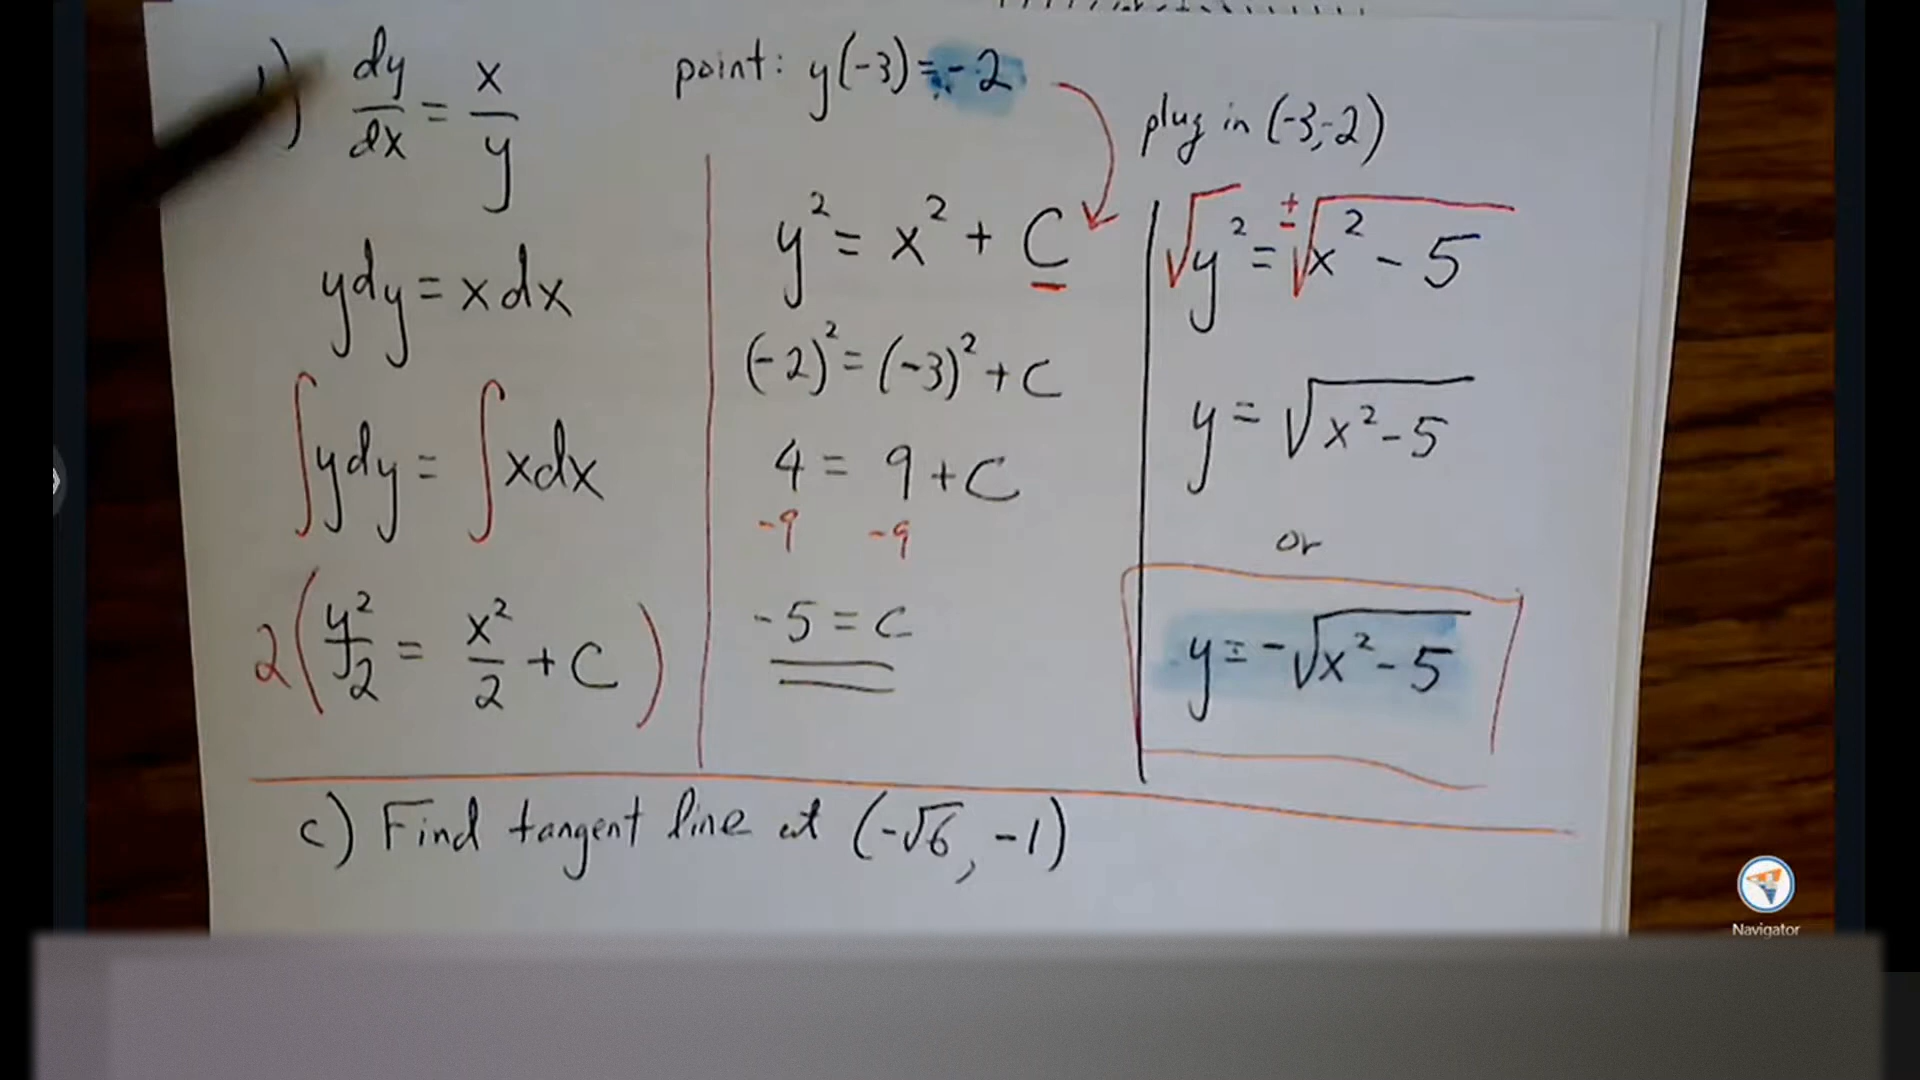 1) dy/dx = x/y
point: y(-3) = -2
ydy = xdx
∫ydy = ∫xdx
2(y²/2 = x²/2 + C)
y² = x² + C
(-2)² = (-3)² + C
4 = 9 + C
-9 -9
-5 = C
plug in (-3,-2)
√y² = ±√x² - 5
y = √x²-5
or
y = -√x²-5
c) Find tangent line at (-√6, -1)
Navigator